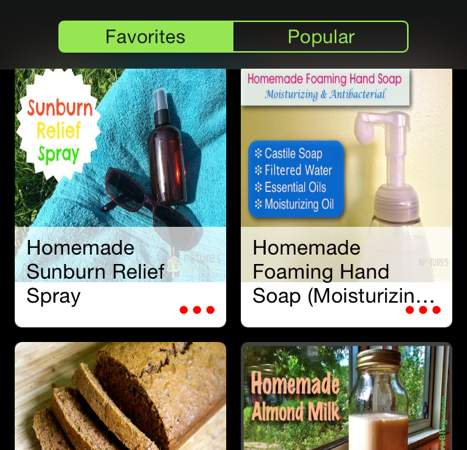 Favorites
Popular
Sunburn
Relief
Spray
Homemade
Sunburn Relief
Spray
Homemade Foaming Hand Soap
Moisturizing & Antibacterial
Castile Soap
Filtered Water
Essential Oils
Moisturizing Oil
Homemade
Foaming Hand
Soap (Moisturizin...
Homemade
Almond Milk